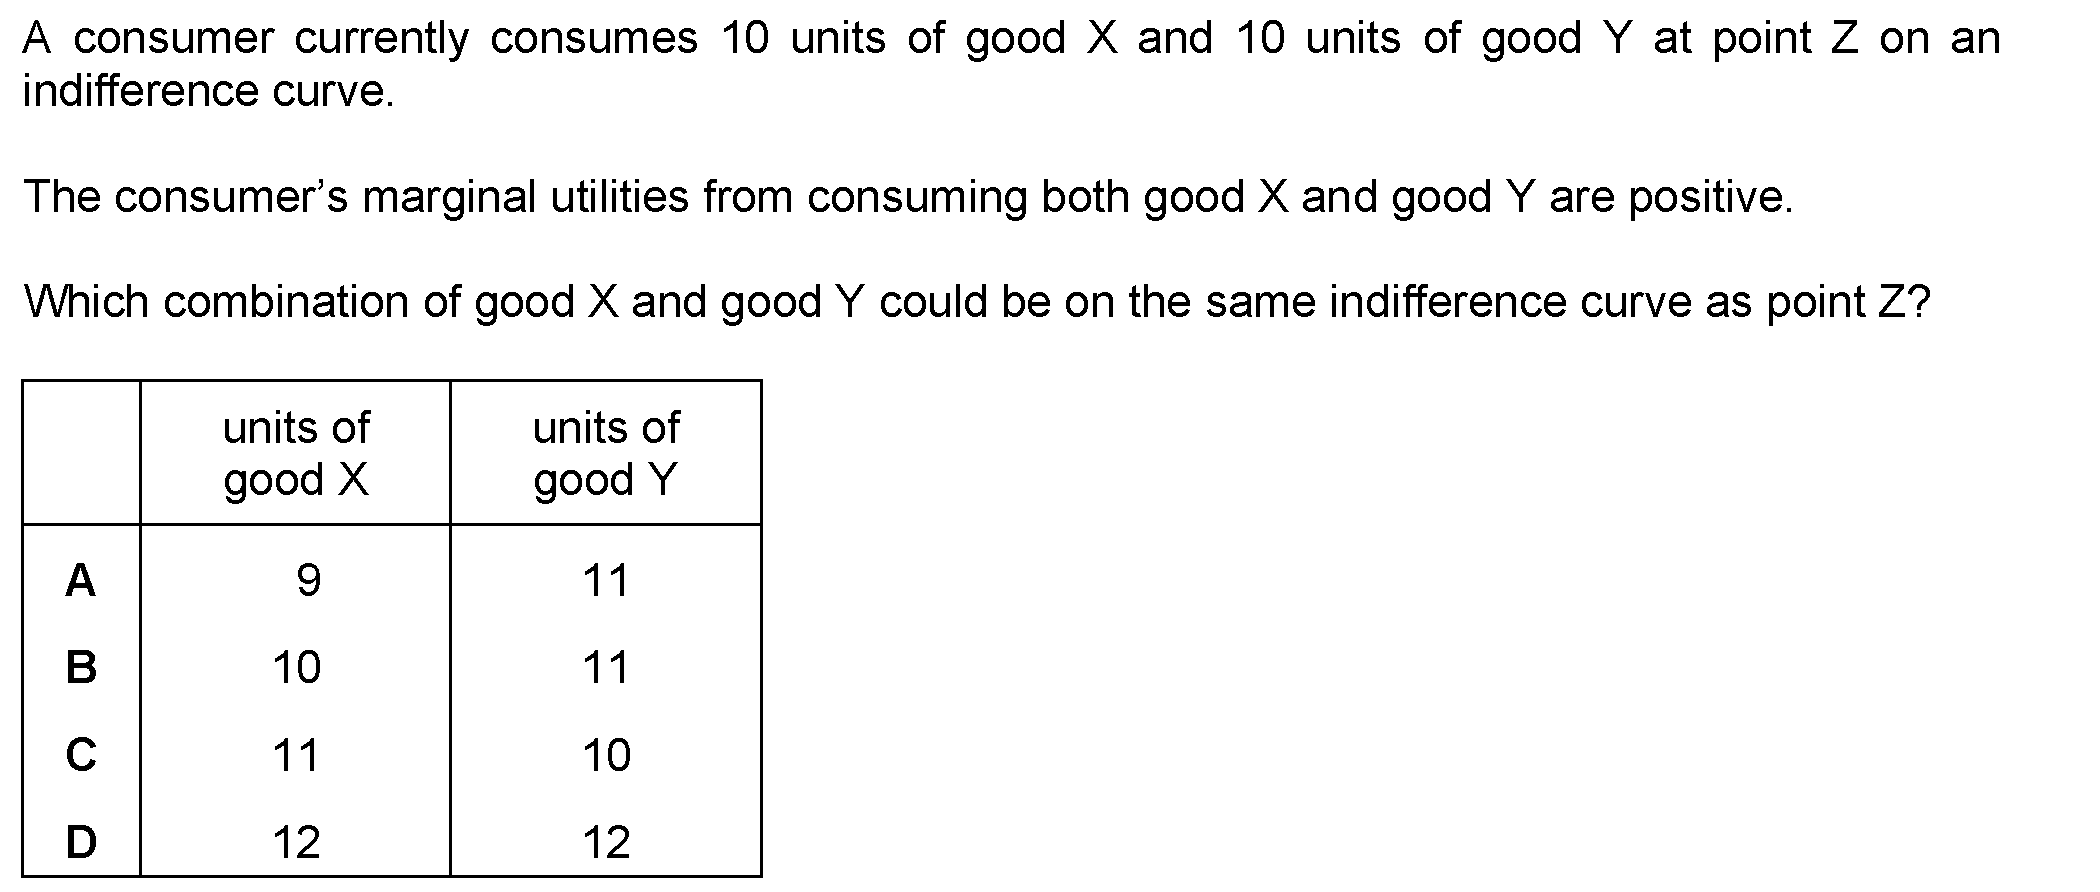 A consumer currently consumes 10 units of good X and 10 units of good Y at point Z on an
indifference curve.
The consumer’s marginal utilities from consuming both good X and good Y are positive.
Which combination of good X and good Y could be on the same indifference curve as point Z?
units of good X units of good Y
A 9 11
B 10 11
C 11 10
D 12 12